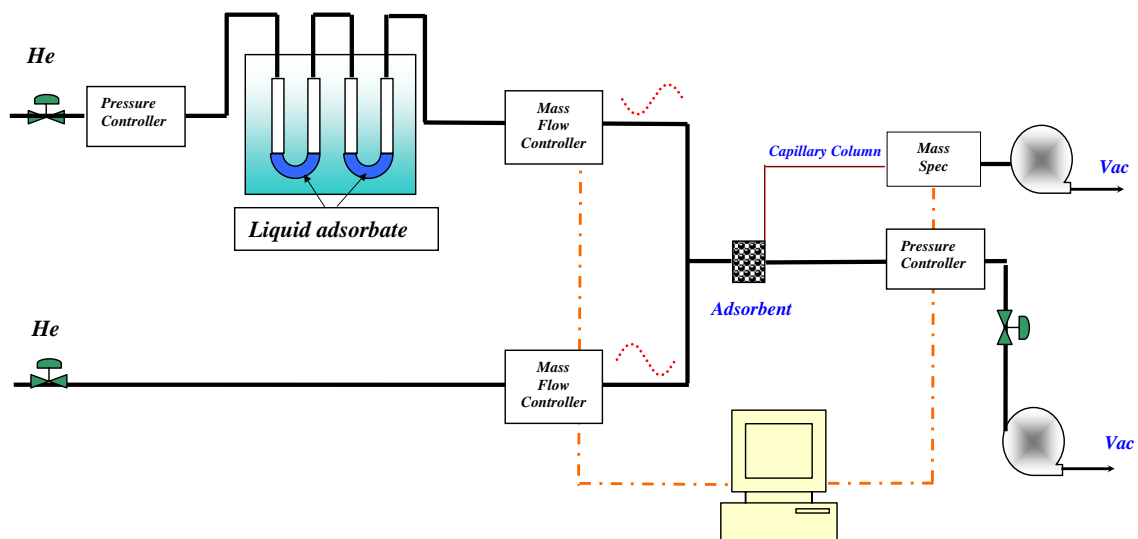 He
Pressure
Controller
Mass
Flow
Controller
Liquid adsorbate
Capillary Column
Mass
Spec
Vac
Pressure
Controller
Adsorbent
He
Mass
Flow
Controller
Vac